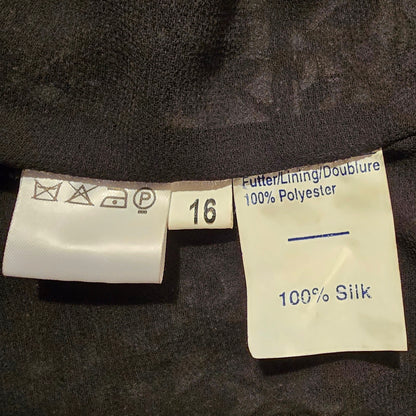 P
16
Futter/Lining/Doublure
100% Polyester
100% Silk